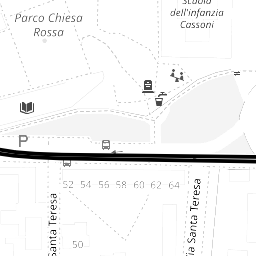 Scuola
dell'infanzia
Cassoni
Parco Chiesa
Rossa
P
52 54 56 58 60 62 64
50
Santa Teresa
ia Santa Teresa